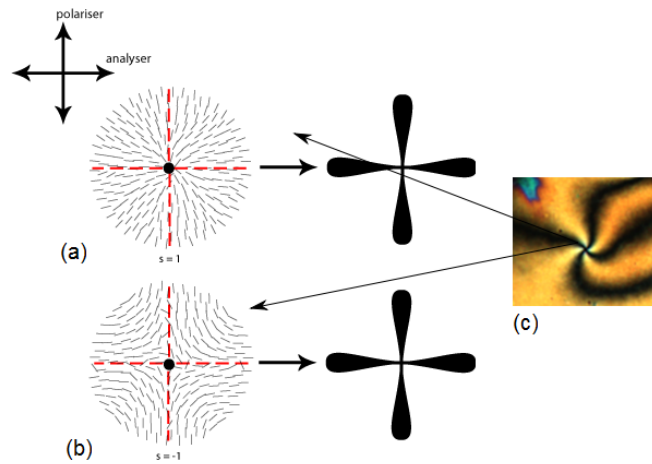 polariser
analyser
(a)
s = 1
(c)
(b)
s = -1